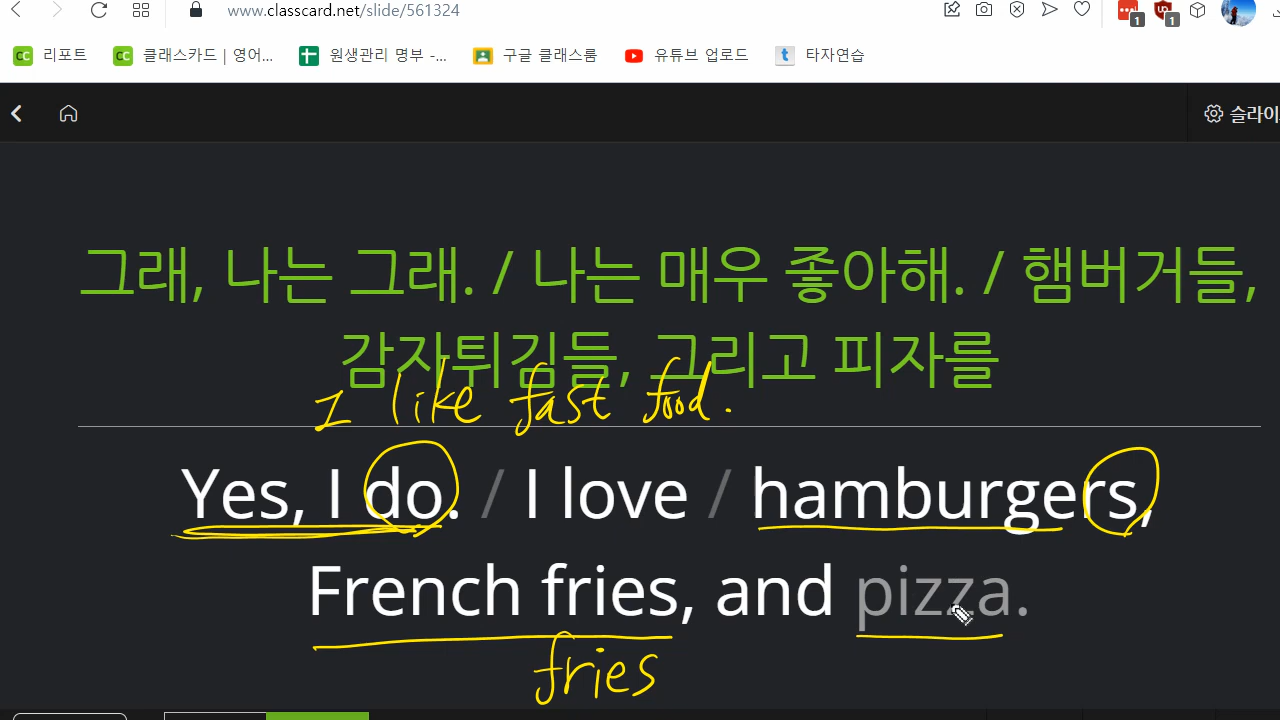 www.classcard.net/slide/561324
1
1
CC 리포트 CC 클래스카드 | 영어... 원생관리 명부 -... 구글 클래스룸 유튜브 업로드 t 타자연습
그래, 나는 그래. / 나는 매우 좋아해. / 햄버거들,
감자튀김들, 그리고 피자를
I like fast food.
Yes, I do. / I love / hamburgers,
French fries, and pizza.
fries